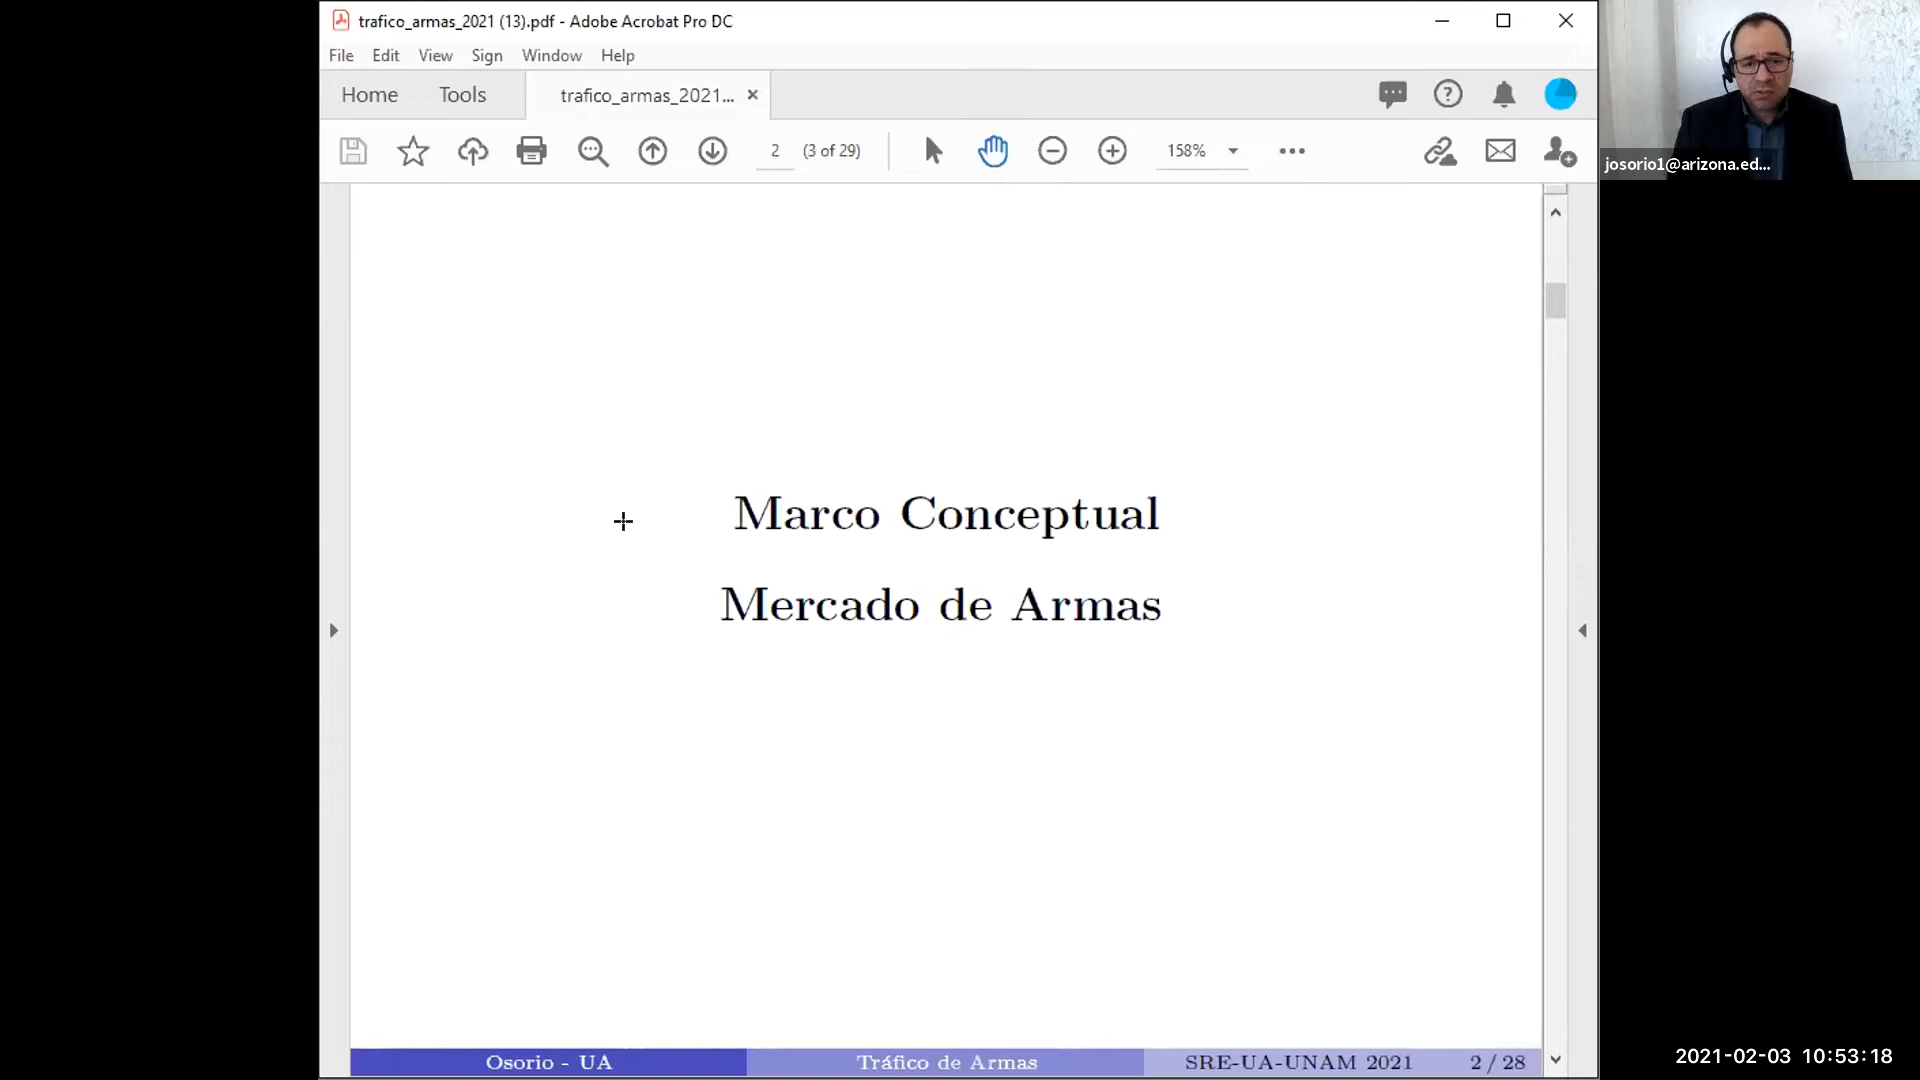 trafico_armas_2021 (13).pdf - Adobe Acrobat Pro DC
File Edit View Sign Window Help
Home Tools trafico_armas_2021... ×
2 (3 of 29) 158%
josorio1@arizona.ed...
Marco Conceptual
Mercado de Armas
Osorio - UA Tráfico de Armas SRE-UA-UNAM 2021 2 / 28
2021-02-03 10:53:18